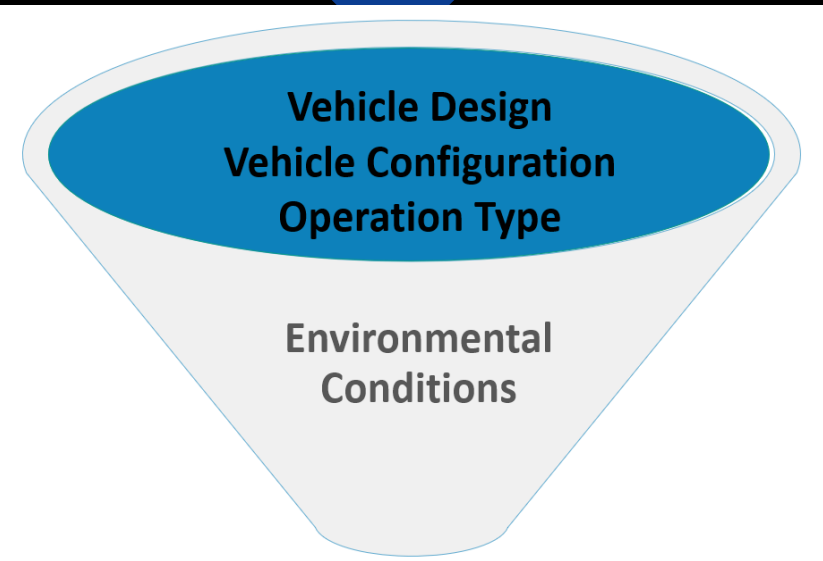 Vehicle Design
Vehicle Configuration
Operation Type
Environmental
Conditions